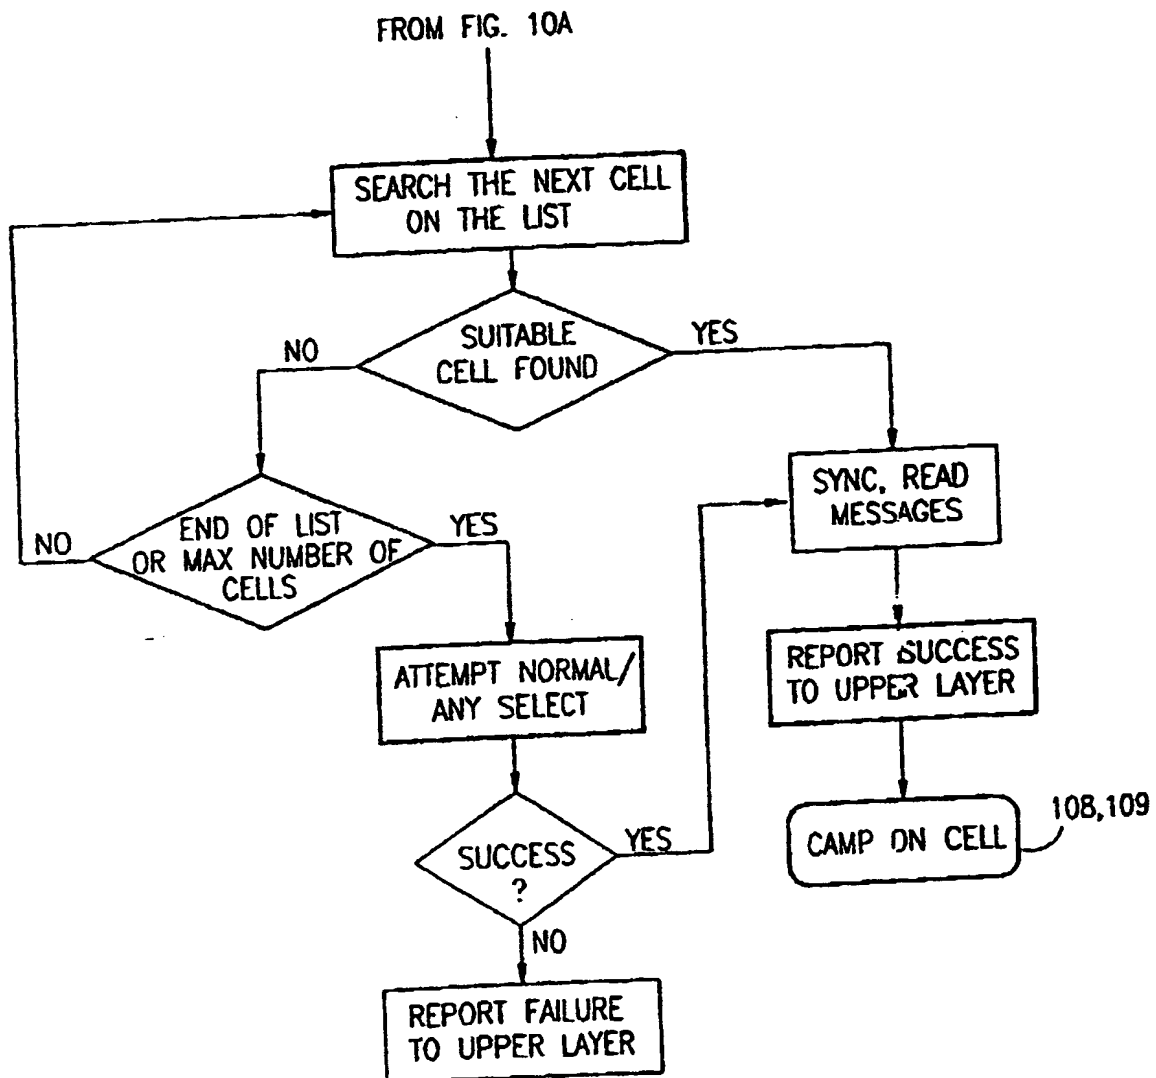 FROM FIG. 10A
SEARCH THE NEXT CELL
ON THE LIST
SUITABLE
CELL FOUND
NO
YES
END OF LIST
OR MAX NUMBER OF
CELLS
NO
YES
SYNC, READ
MESSAGES
ATTEMPT NORMAL/
ANY SELECT
REPORT SUCCESS
TO UPPER LAYER
SUCCESS
?
YES
NO
CAMP ON CELL
108,109
REPORT FAILURE
TO UPPER LAYER